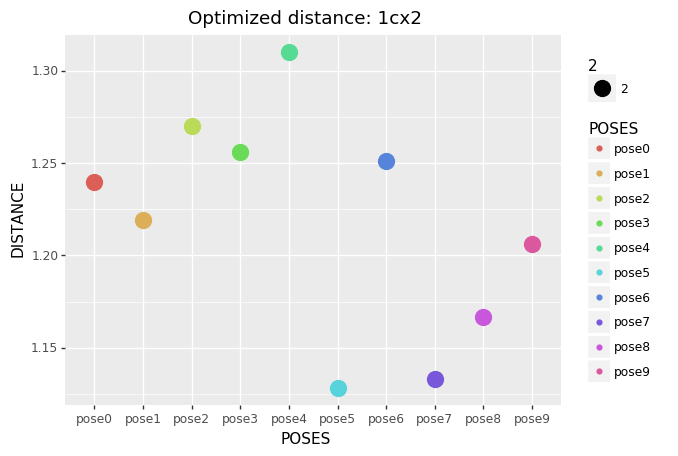 Optimized distance: 1cx2
DISTANCE
1.30
1.25
1.20
1.15
pose0 pose1 pose2 pose3 pose4 pose5 pose6 pose7 pose8 pose9
POSES
2
2
POSES
pose0
pose1
pose2
pose3
pose4
pose5
pose6
pose7
pose8
pose9